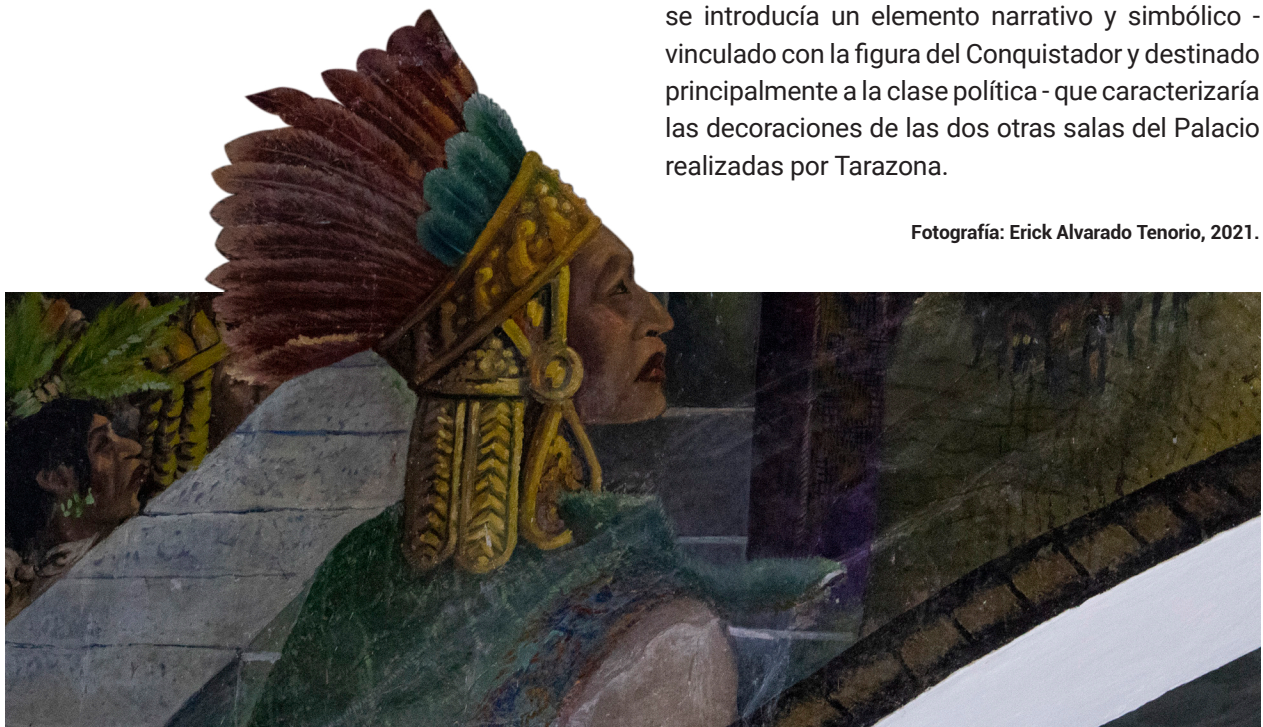 se introducía un elemento narrativo y simbólico -
vinculado con la figura del Conquistador y destinado
principalmente a la clase política - que caracterizaría
las decoraciones de las dos otras salas del Palacio
realizadas por Tarazona.
Fotografía: Erick Alvarado Tenorio, 2021.